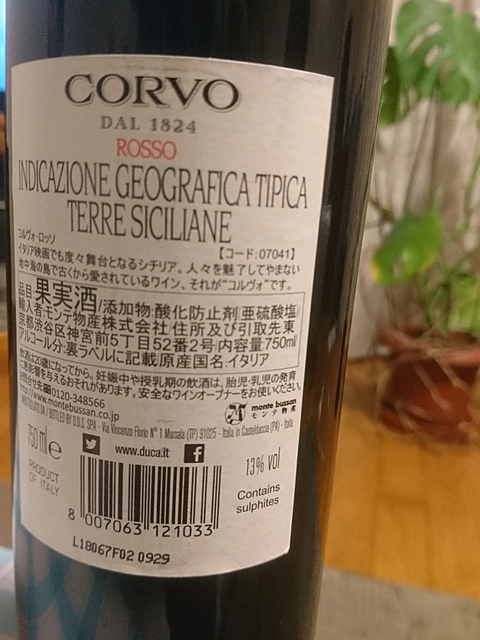 CORVO
DAL 1824
ROSSO
INDICAZIONE GEOGRAFICA TIPICA
TERRE SICILIANE
コルヴォ・ロッソ
【コード:07041】
イタリア映画でも度々舞台となるシチリア。人々を魅了してやまない
地中海の島で古くから愛されているワイン、それが"コルヴォ"です。
品目:果実酒/添加物:酸化防止剤(亜硫酸塩)/
輸入者:モンテ物産株式会社/住所及び引取先:東
京都渋谷区神宮前5丁目52番2号/内容量:750ml/
アルコール分:裏ラベルに記載/原産国名:イタリア
飲酒は20歳になってから。妊娠中や授乳期の飲酒は、胎児・乳児の発育
に悪影響を与えるおそれがあります。安全なワインオープナーをお使いください。
お問合せ先 ☎0120-348566
://www.montebussan.co.jp
monte bussan
モンテ物産
IMBOTTIGLIATO DA / BOTTLED BY D.D.S. SPA - Via Vincenzo Florio N° 1 Marsala (TP) 91025 - Italia in Casteldaccia (PA) - Italia
750 ml e
www.duca.it
f
13% vol
PRODUCT
OF ITALY
Contains
sulphites
8 007063 121033
L18067F02 0929